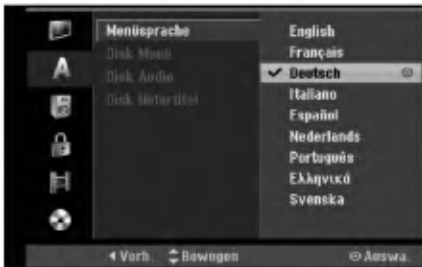 A
Menüsprache
Disk Menü
Disk Audio
Disk Untertitel
English
Français
Deutsch
Italiano
Español
Nederlands
Português
Ελληνικά
Svenska
Vorh. Bewegen Auswa.